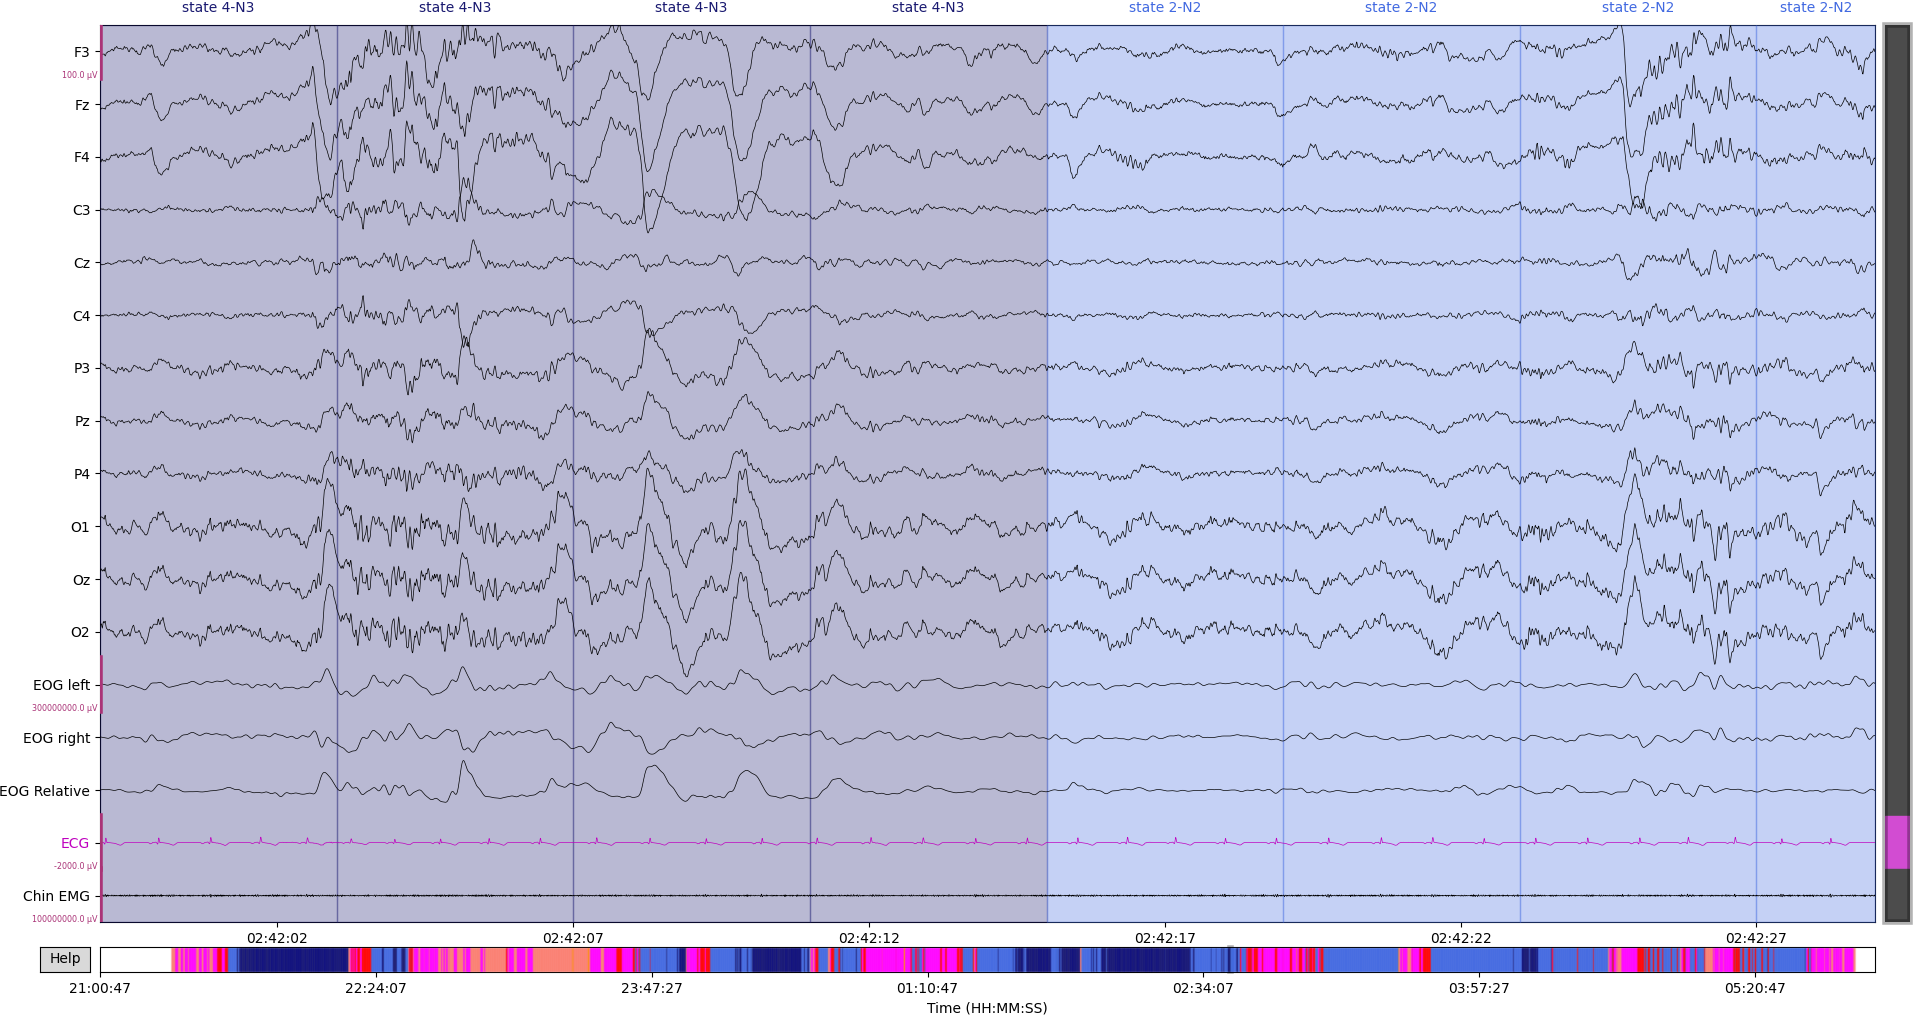 state 4-N3 state 4-N3 state 4-N3 state 4-N3 state 2-N2 state 2-N2 state 2-N2 state 2-N2
F3
100.0 µV
Fz
F4
C3
Cz
C4
P3
Pz
P4
O1
Oz
O2
EOG left
300000000.0 µV
EOG right
EOG Relative
ECG
-2000.0 µV
Chin EMG
100000000.0 µV
02:42:02 02:42:07 02:42:12 02:42:17 02:42:22 02:42:27
Help
21:00:47 22:24:07 23:47:27 01:10:47 02:34:07 03:57:27 05:20:47
Time (HH:MM:SS)